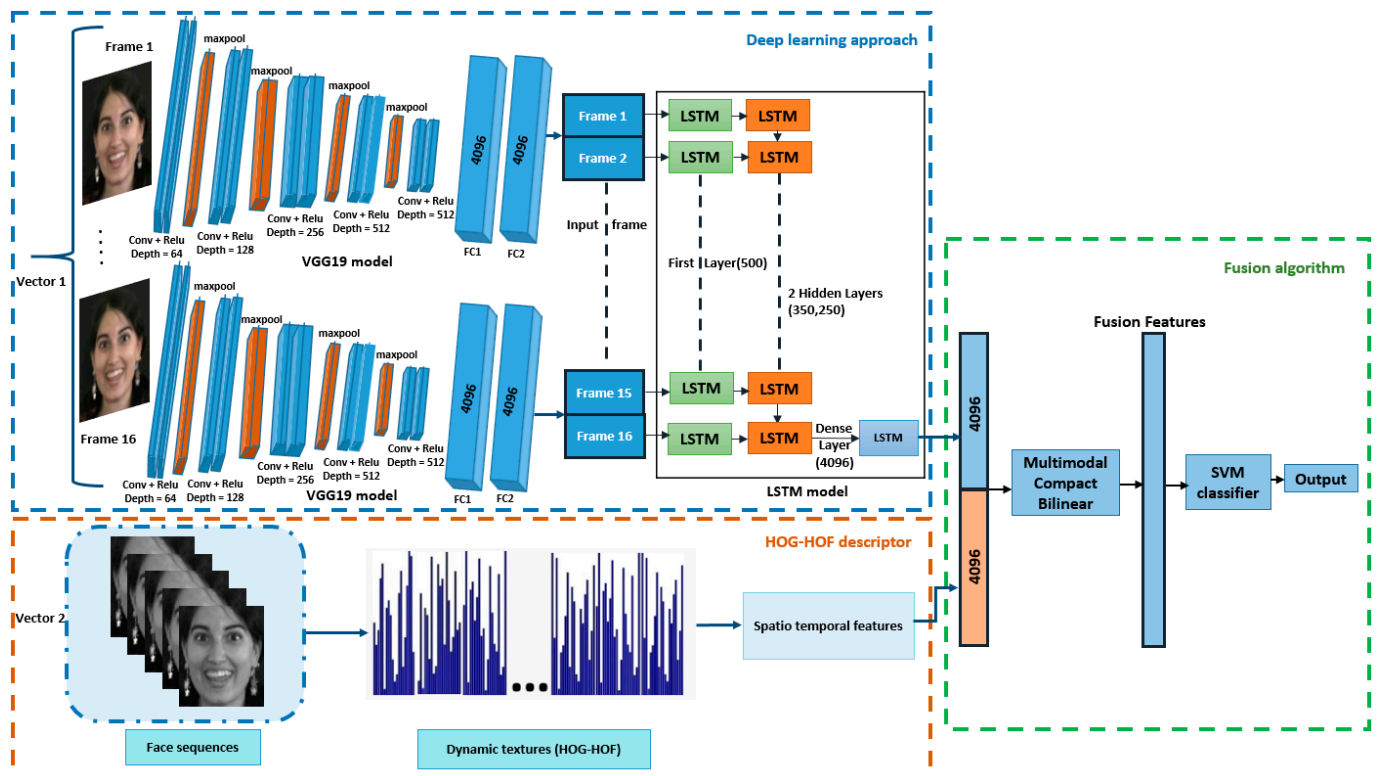 Deep learning approach
Vector 1
Frame 1
maxpool
maxpool
maxpool
maxpool
Conv + Relu
Depth = 64
Conv + Relu
Depth = 128
Conv + Relu
Depth = 256
Conv + Relu
Depth = 512
Conv + Relu
Depth = 512
VGG19 model
4096
4096
FC1
FC2
Frame 1
Frame 2
Input frame
LSTM
LSTM
LSTM
LSTM
First Layer(500)
2 Hidden Layers
(350,250)
Frame 16
maxpool
maxpool
maxpool
maxpool
Conv + Relu
Depth = 64
Conv + Relu
Depth = 128
Conv + Relu
Depth = 256
Conv + Relu
Depth = 512
Conv + Relu
Depth = 512
VGG19 model
4096
4096
FC1
FC2
Frame 15
Frame 16
LSTM
LSTM
LSTM
LSTM
Dense
Layer
(4096)
LSTM
LSTM model
HOG-HOF descriptor
Vector 2
Face sequences
Dynamic textures (HOG-HOF)
Spatio temporal features
Fusion algorithm
4096
4096
Multimodal
Compact
Bilinear
Fusion Features
SVM
classifier
Output